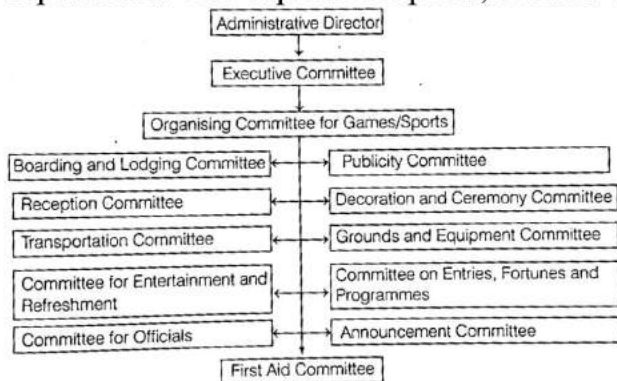 Administrative Director
Executive Committee
Organising Committee for Games/Sports
Boarding and Lodging Committee
Publicity Committee
Reception Committee
Decoration and Ceremony Committee
Transportation Committee
Grounds and Equipment Committee
Committee for Entertainment and
Refreshment
Committee on Entries, Fortunes and
Programmes
Committee for Officials
Announcement Committee
First Aid Committee